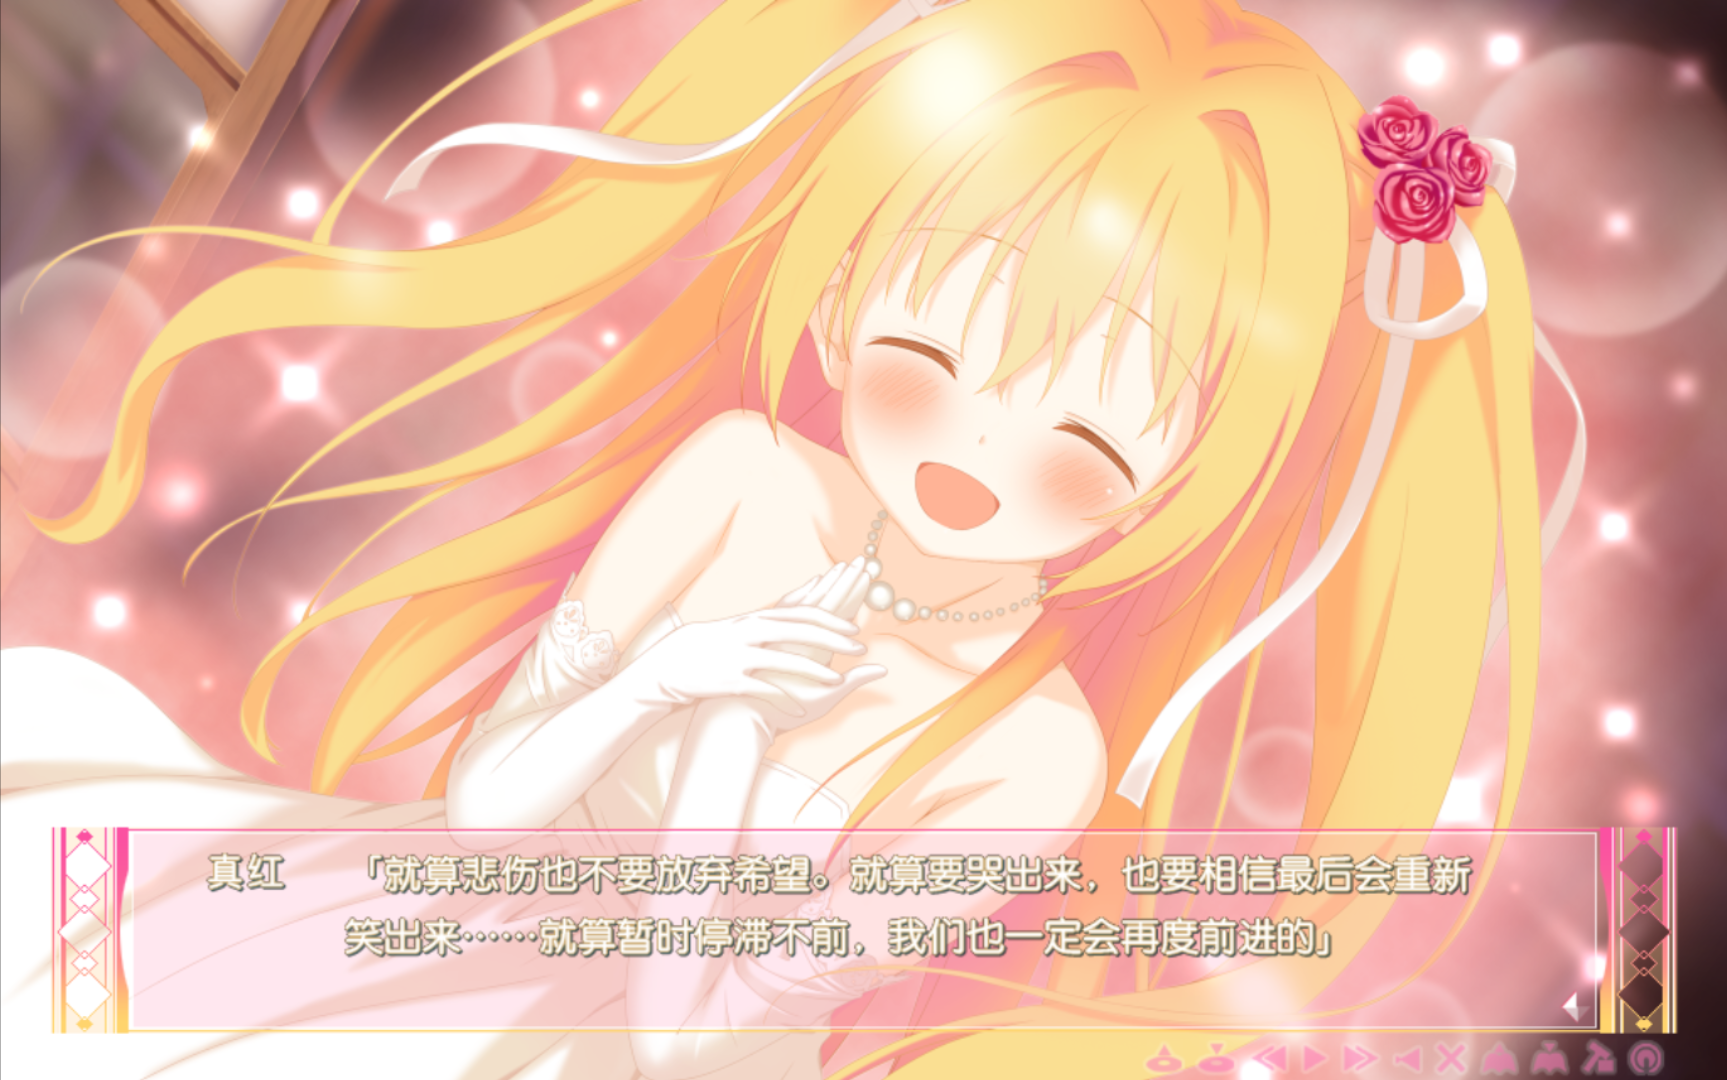 真红 「就算悲伤也不要放弃希望。就算要哭出来，也要相信最后会重新
笑出来……就算暂时停滞不前，我们也一定会再度前进的」